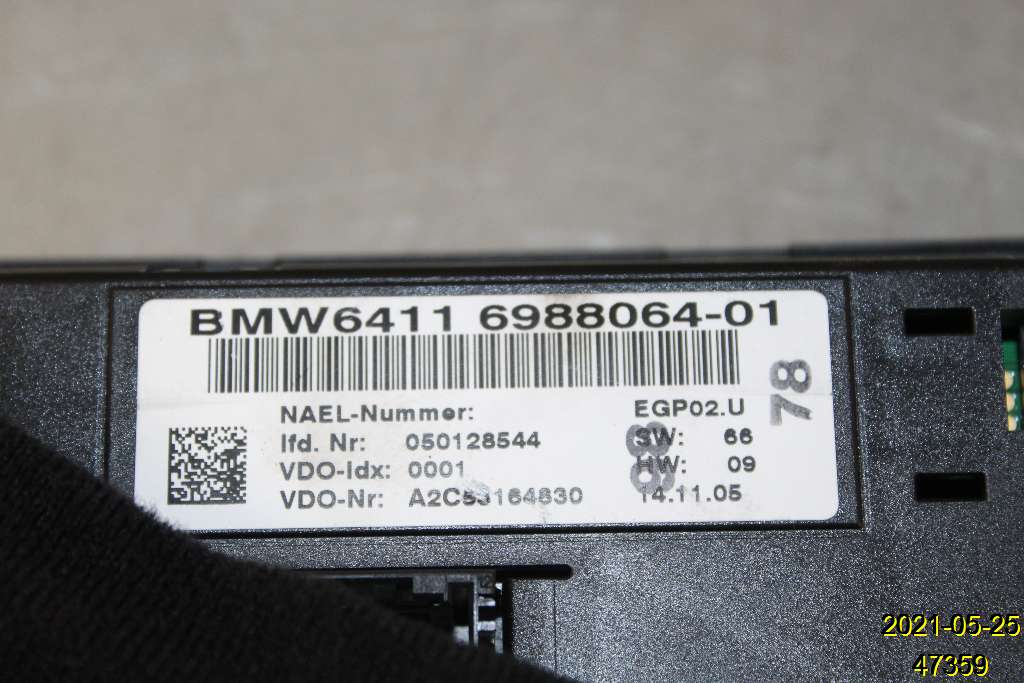 BMW6411 6988064-01
78
NAEL-Nummer:
EGP02.U
lfd. Nr: 050128544
SW: 66
VDO-Idx: 0001
HW: 09
VDO-Nr: A2C53164830
14.11.05
2021-05-25
47359